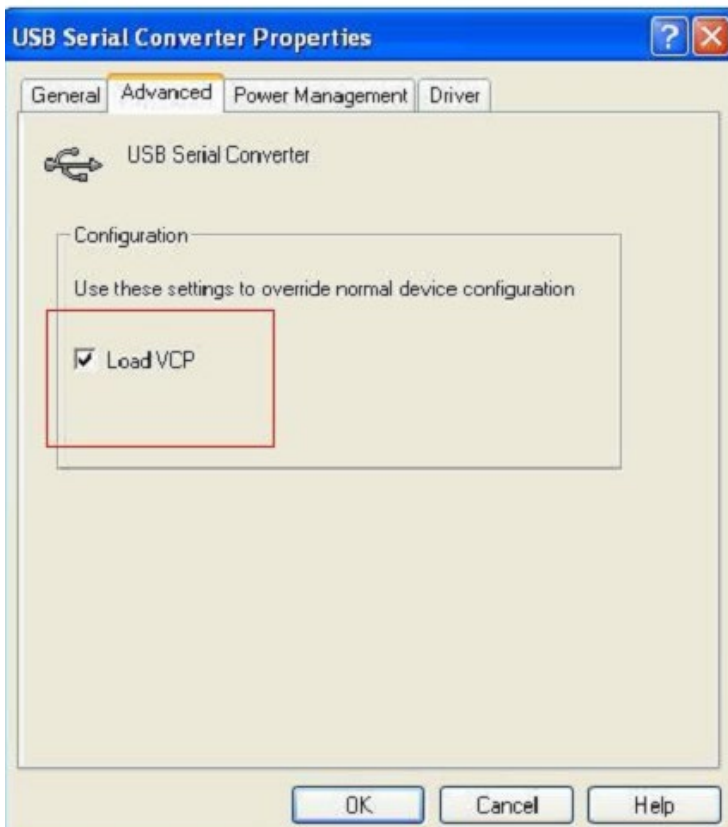 USB Serial Converter Properties
General Advanced Power Management Driver
USB Serial Converter
Configuration
Use these settings to override normal device configuration
Load VCP
OK Cancel Help